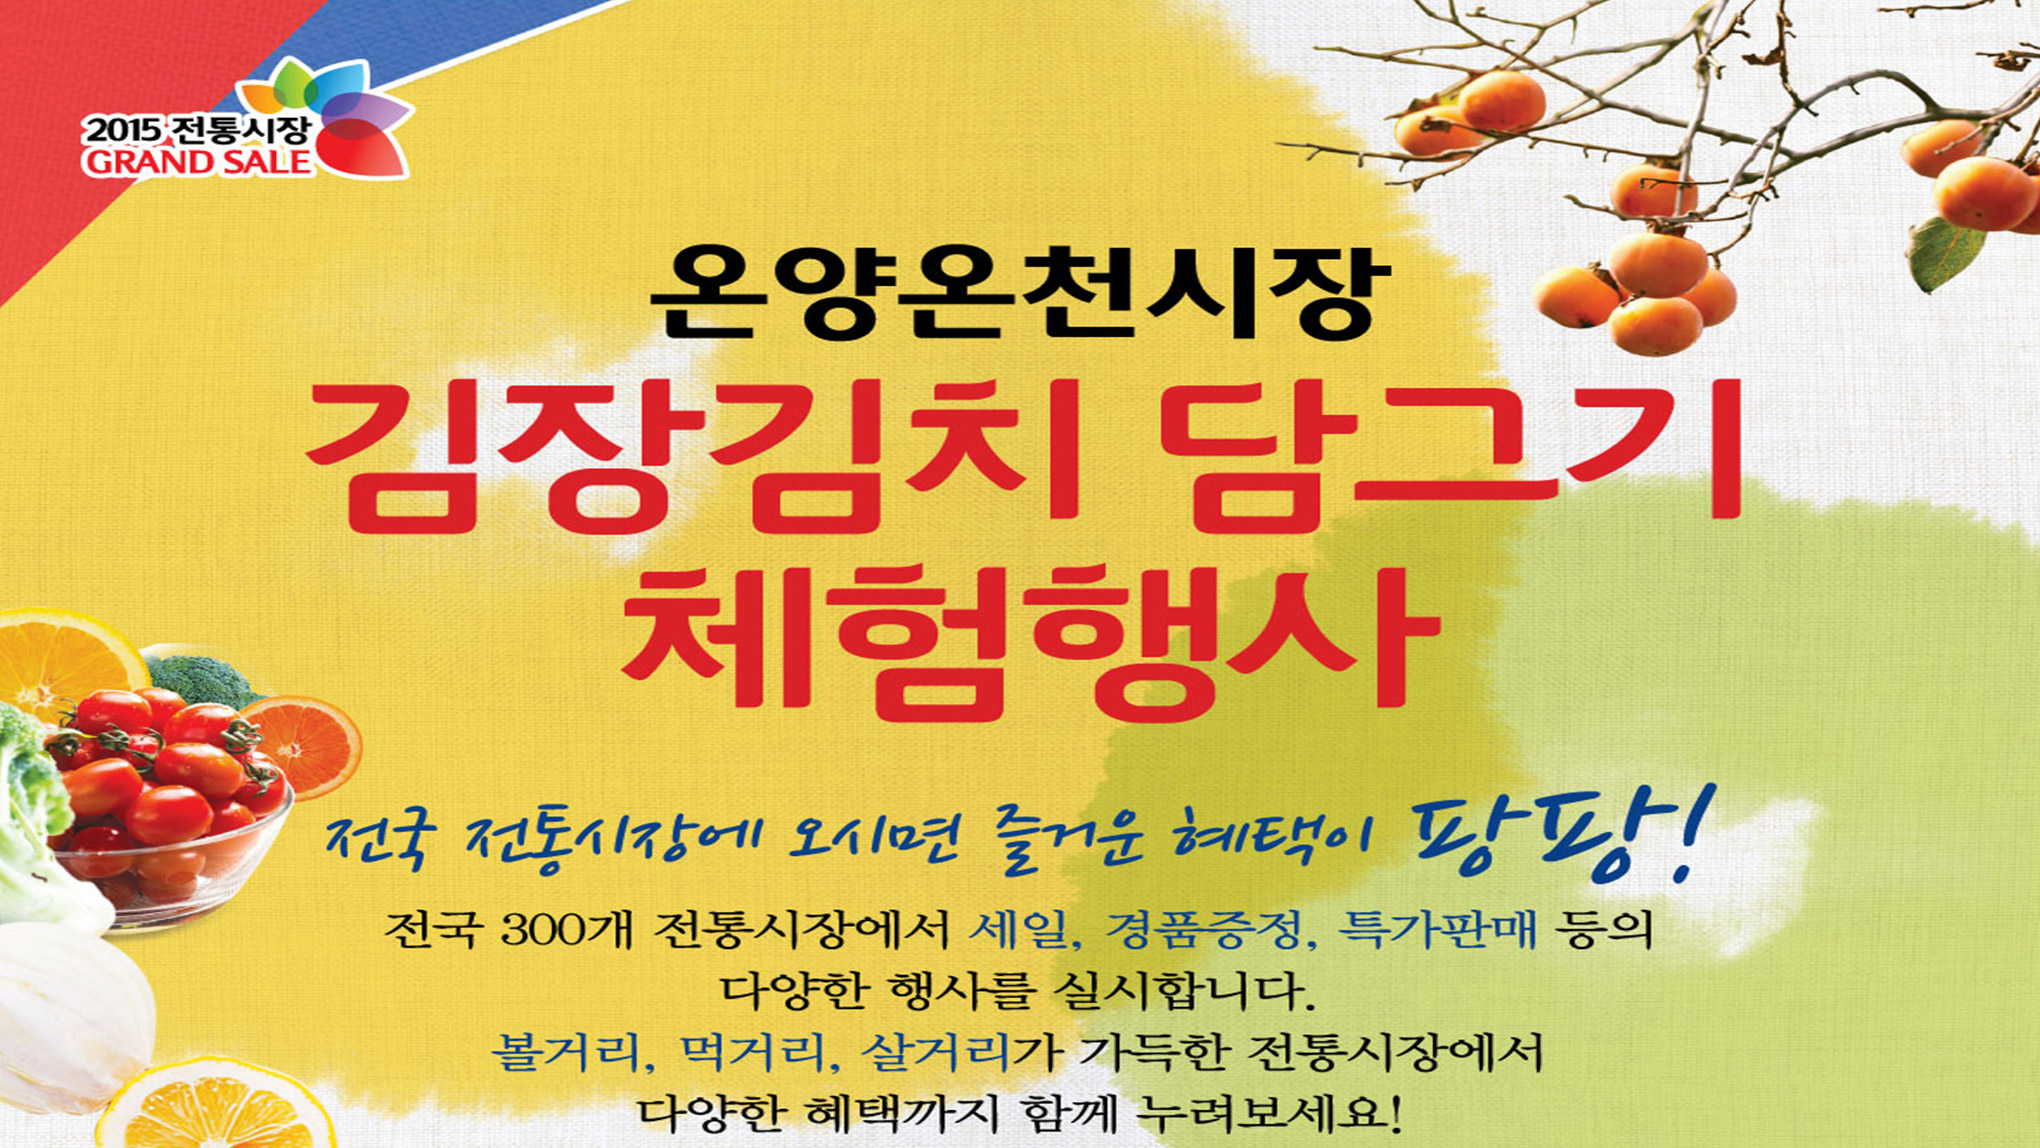 2015 전통시장
GRAND SALE
온양온천시장
김장김치 담그기
체험행사
전국 전통시장에 오시면 즐거운 혜택이 팡팡!
전국 300개 전통시장에서 세일, 경품증정, 특가판매 등의
다양한 행사를 실시합니다.
볼거리, 먹거리, 살거리가 가득한 전통시장에서
다양한 혜택까지 함께 누려보세요!